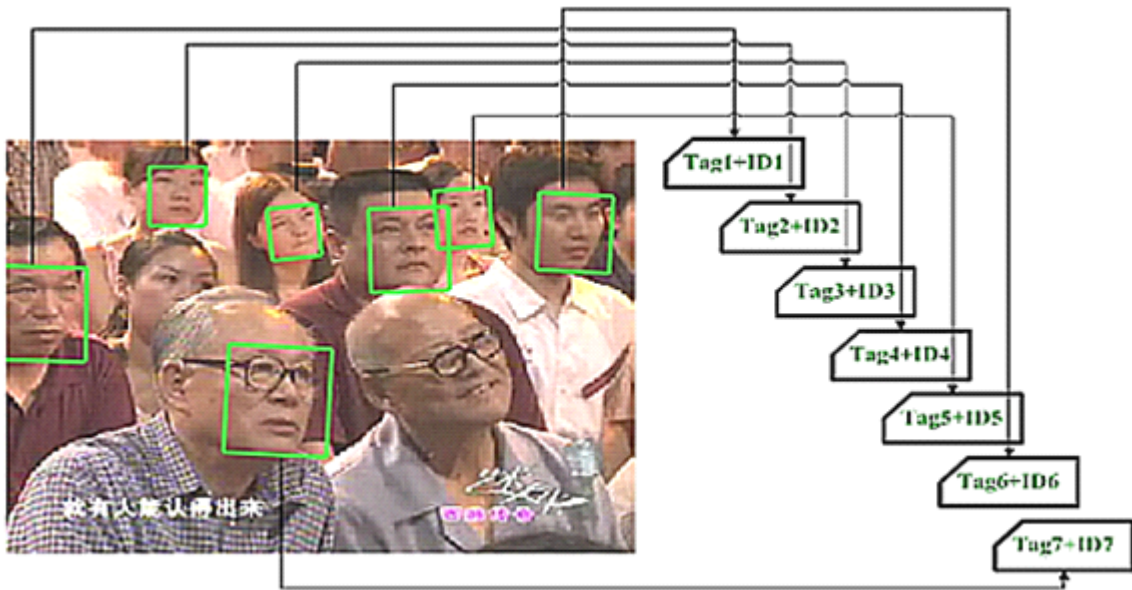 Tag1+ID1
Tag2+ID2
Tag3+ID3
Tag4+ID4
Tag5+ID5
Tag6+ID6
Tag7+ID7
就有人能认得出来